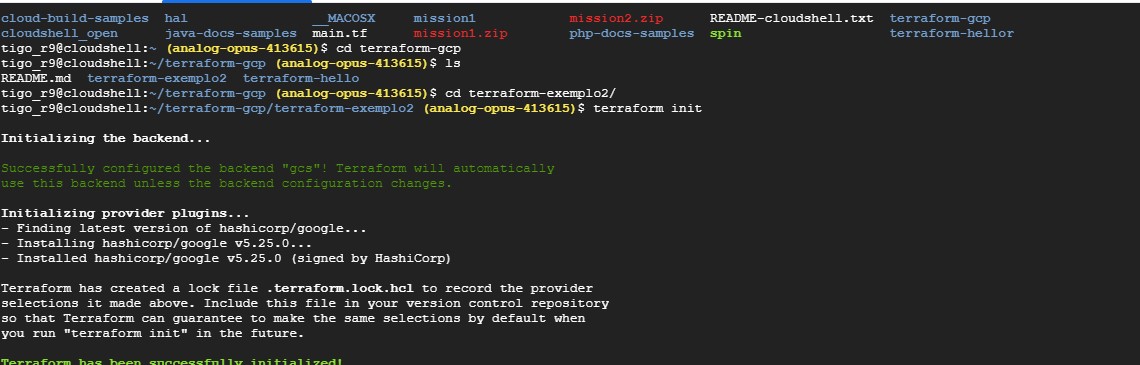 cloud-build-samples hal __MACOSX mission1 mission2.zip README-cloudshell.txt terraform-gcp
cloudshell_open java-docs-samples main.tf mission1.zip php-docs-samples spin terraform-hellor
tigo_r9@cloudshell:~ (analog-opus-413615)$ cd terraform-gcp
tigo_r9@cloudshell:~/terraform-gcp (analog-opus-413615)$ ls
README.md terraform-exemplo2 terraform-hello
tigo_r9@cloudshell:~/terraform-gcp (analog-opus-413615)$ cd terraform-exemplo2/
tigo_r9@cloudshell:~/terraform-gcp/terraform-exemplo2 (analog-opus-413615)$ terraform init
Initializing the backend...
Successfully configured the backend "gcs"! Terraform will automatically
use this backend unless the backend configuration changes.
Initializing provider plugins...
- Finding latest version of hashicorp/google...
- Installing hashicorp/google v5.25.0...
- Installed hashicorp/google v5.25.0 (signed by HashiCorp)
Terraform has created a lock file .terraform.lock.hcl to record the provider
selections it made above. Include this file in your version control repository
so that Terraform can guarantee to make the same selections by default when
you run "terraform init" in the future.
Terraform has been successfully initialized!